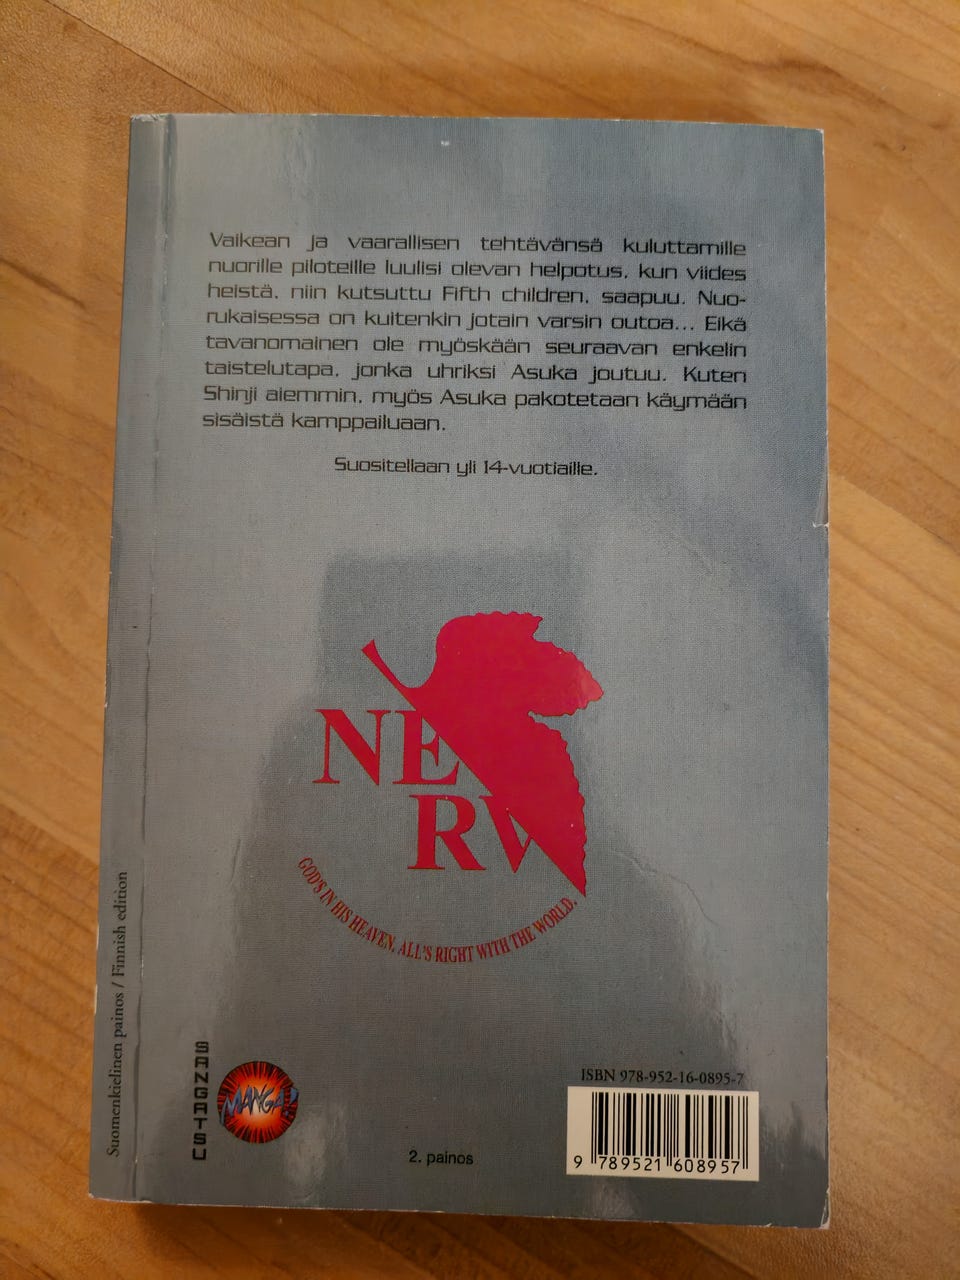 Vaikean ja vaarallisen tehtävänsä kuluttamille
nuorille piloteille luulisi olevan helpotus, kun viides
heistä, niin kutsuttu Fifth children, saapuu. Nuo-
rukaisessa on kuitenkin jotain varsin outoa... Eikä
tavanomainen ole myöskään seuraavan enkelin
taistelutapa, jonka uhriksi Asuka joutuu. Kuten
Shinji aiemmin, myös Asuka pakotetaan käymään
sisäistä kamppailuaan.
Suositellaan yli 14-vuotiaille.
NE
RV
GOD'S IN HIS HEAVEN, ALL'S RIGHT WITH THE WORLD.
Suomenkielinen painos / Finnish edition
SANGATSU
MANGA
2. painos
ISBN 978-952-16-0895-7
9 789521 608957